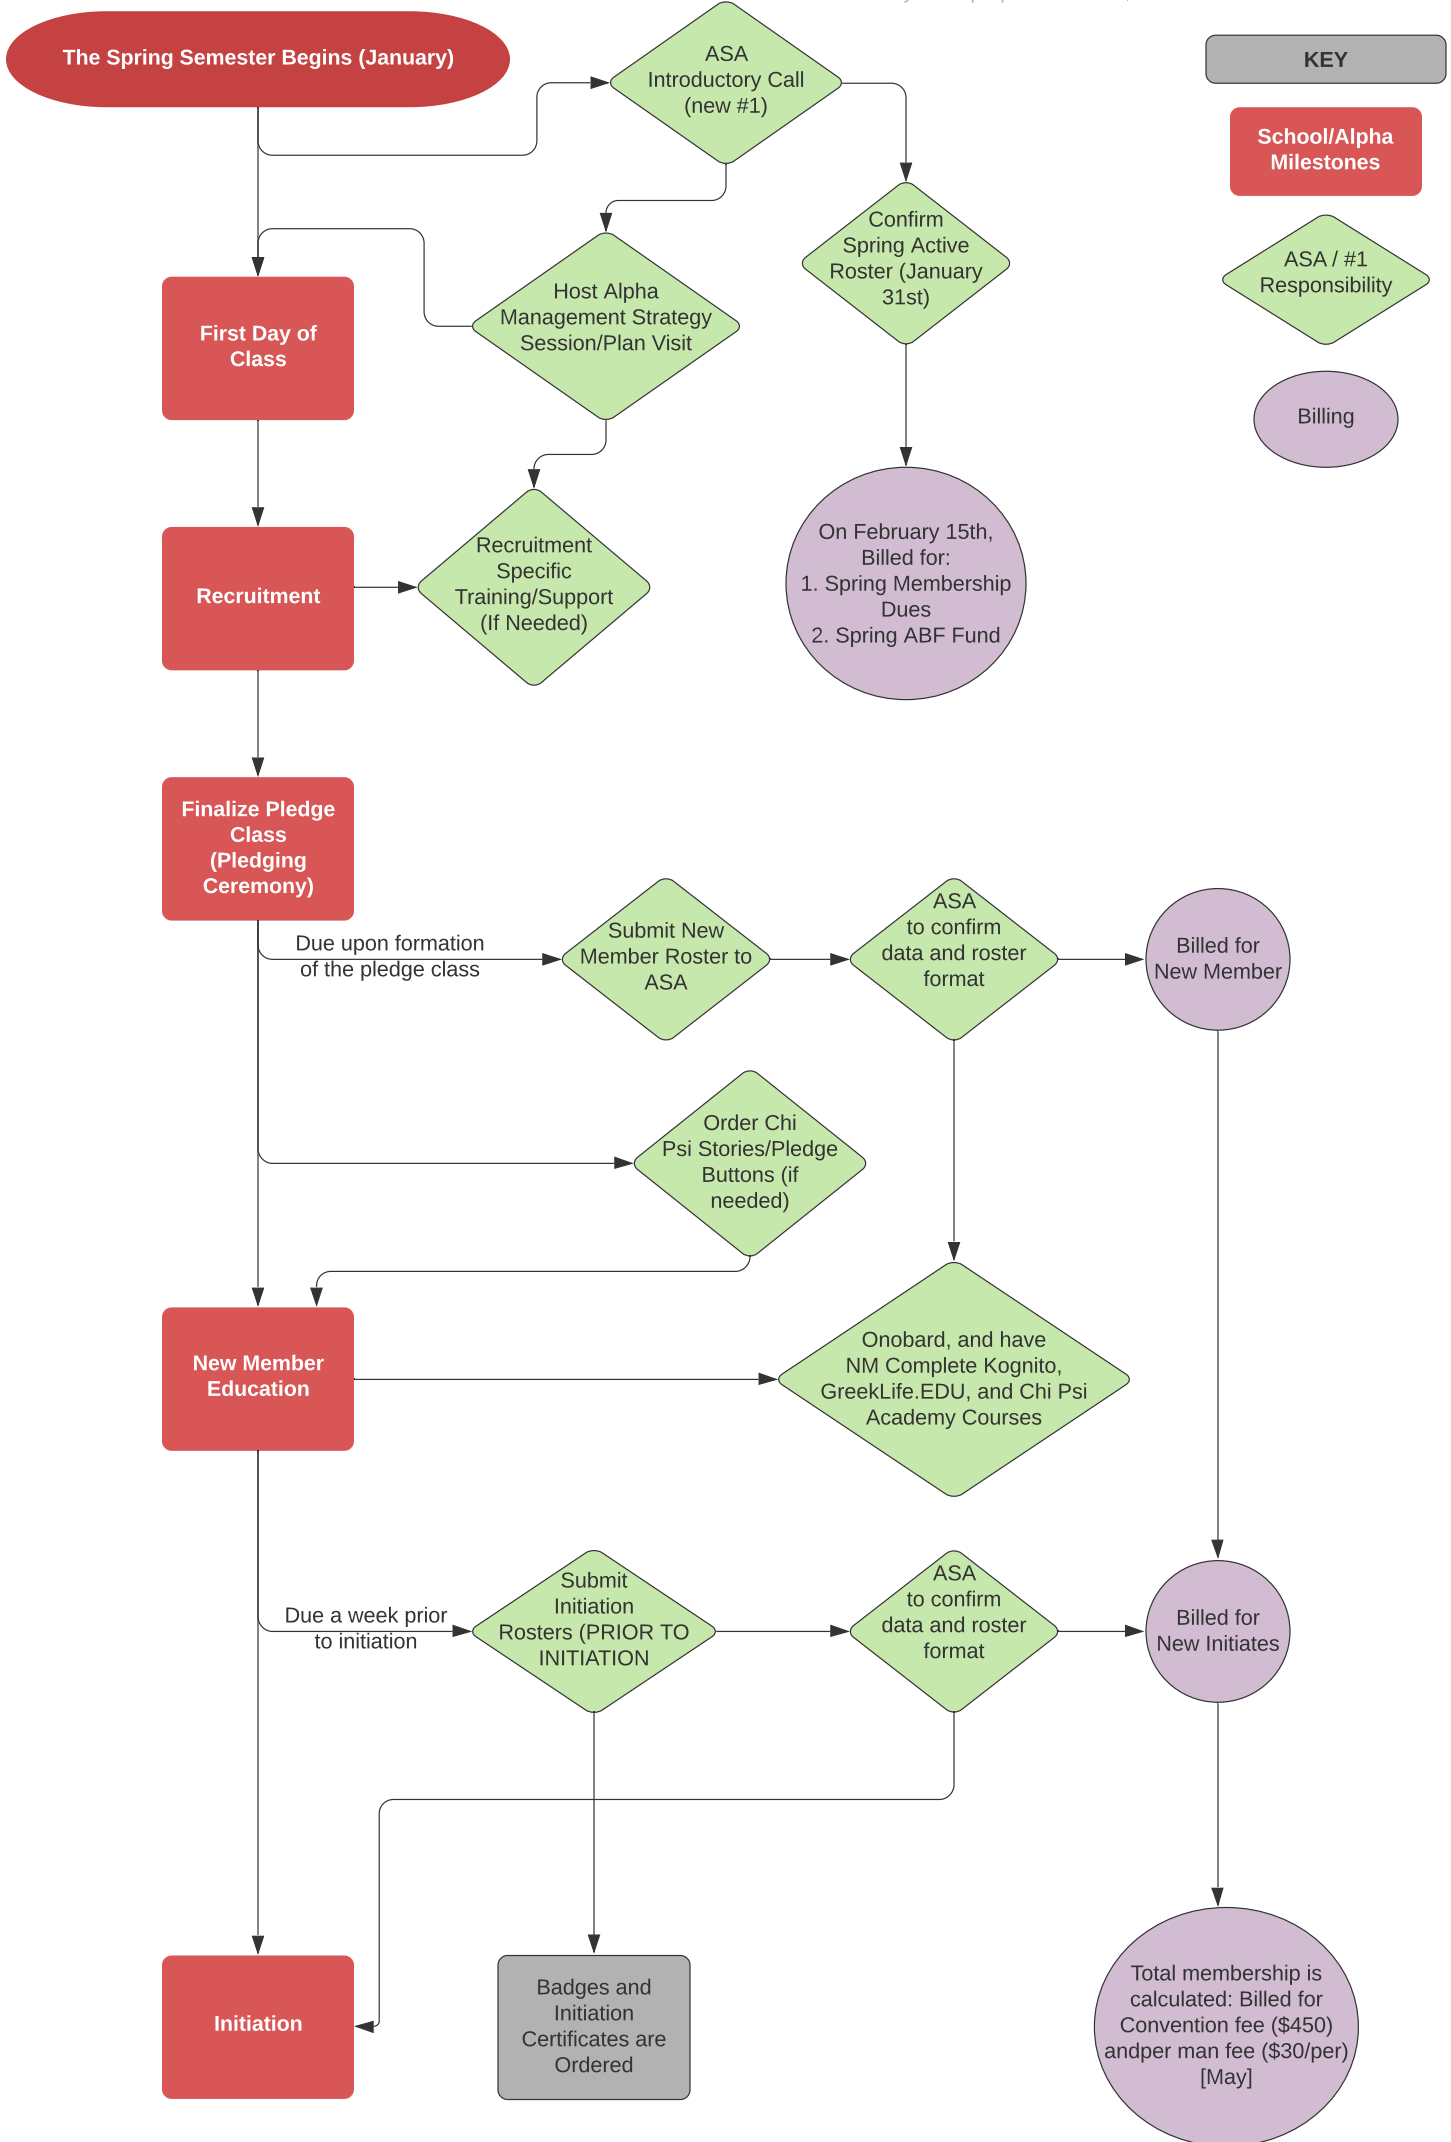 The Spring Semester Begins (January)
ASA
Introductory Call
(new #1)
KEY
School/Alpha
Milestones
Confirm
Spring Active
Roster (January
31st)
ASA / #1
Responsibility
Host Alpha
Management Strategy
Session/Plan Visit
First Day of
Class
Billing
On February 15th,
Billed for:
1. Spring Membership
Dues
2. Spring ABF Fund
Recruitment
Recruitment
Specific
Training/Support
(If Needed)
Finalize Pledge
Class
(Pledging
Ceremony)
Due upon formation
of the pledge class
Submit New
Member Roster to
ASA
ASA
to confirm
data and roster
format
Billed for
New Member
Order Chi
Psi Stories/Pledge
Buttons (if
needed)
New Member
Education
Onobard, and have
NM Complete Kognito,
GreekLife.EDU, and Chi Psi
Academy Courses
Due a week prior
to initiation
Submit
Initiation
Rosters (PRIOR TO
INITIATION
ASA
to confirm
data and roster
format
Billed for
New Initiates
Initiation
Badges and
Initiation
Certificates are
Ordered
Total membership is
calculated: Billed for
Convention fee ($450)
andper man fee ($30/per)
[May]